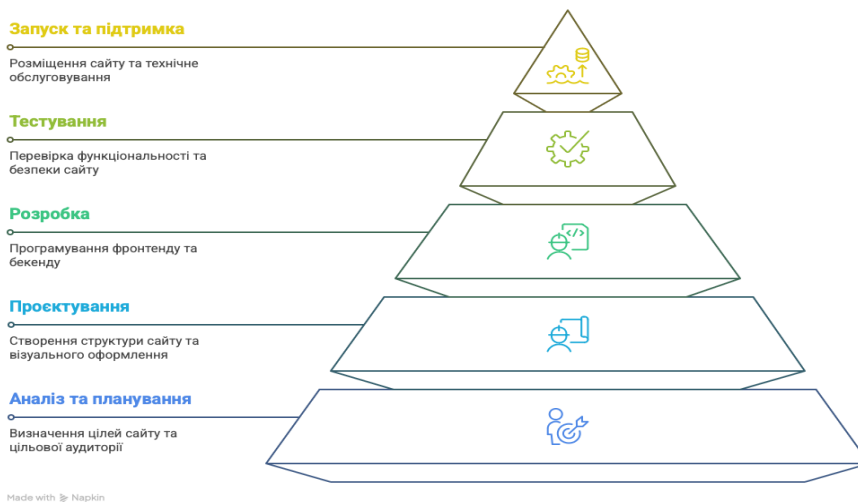 Запуск та підтримка
Розміщення сайту та технічне
обслуговування
Тестування
Перевірка функціональності та
безпеки сайту
Розробка
Програмування фронтенду та
бекенду
</>
Проєктування
Створення структури сайту та
візуального оформлення
Аналіз та планування
Визначення цілей сайту та
цільової аудиторії
Made with Napkin